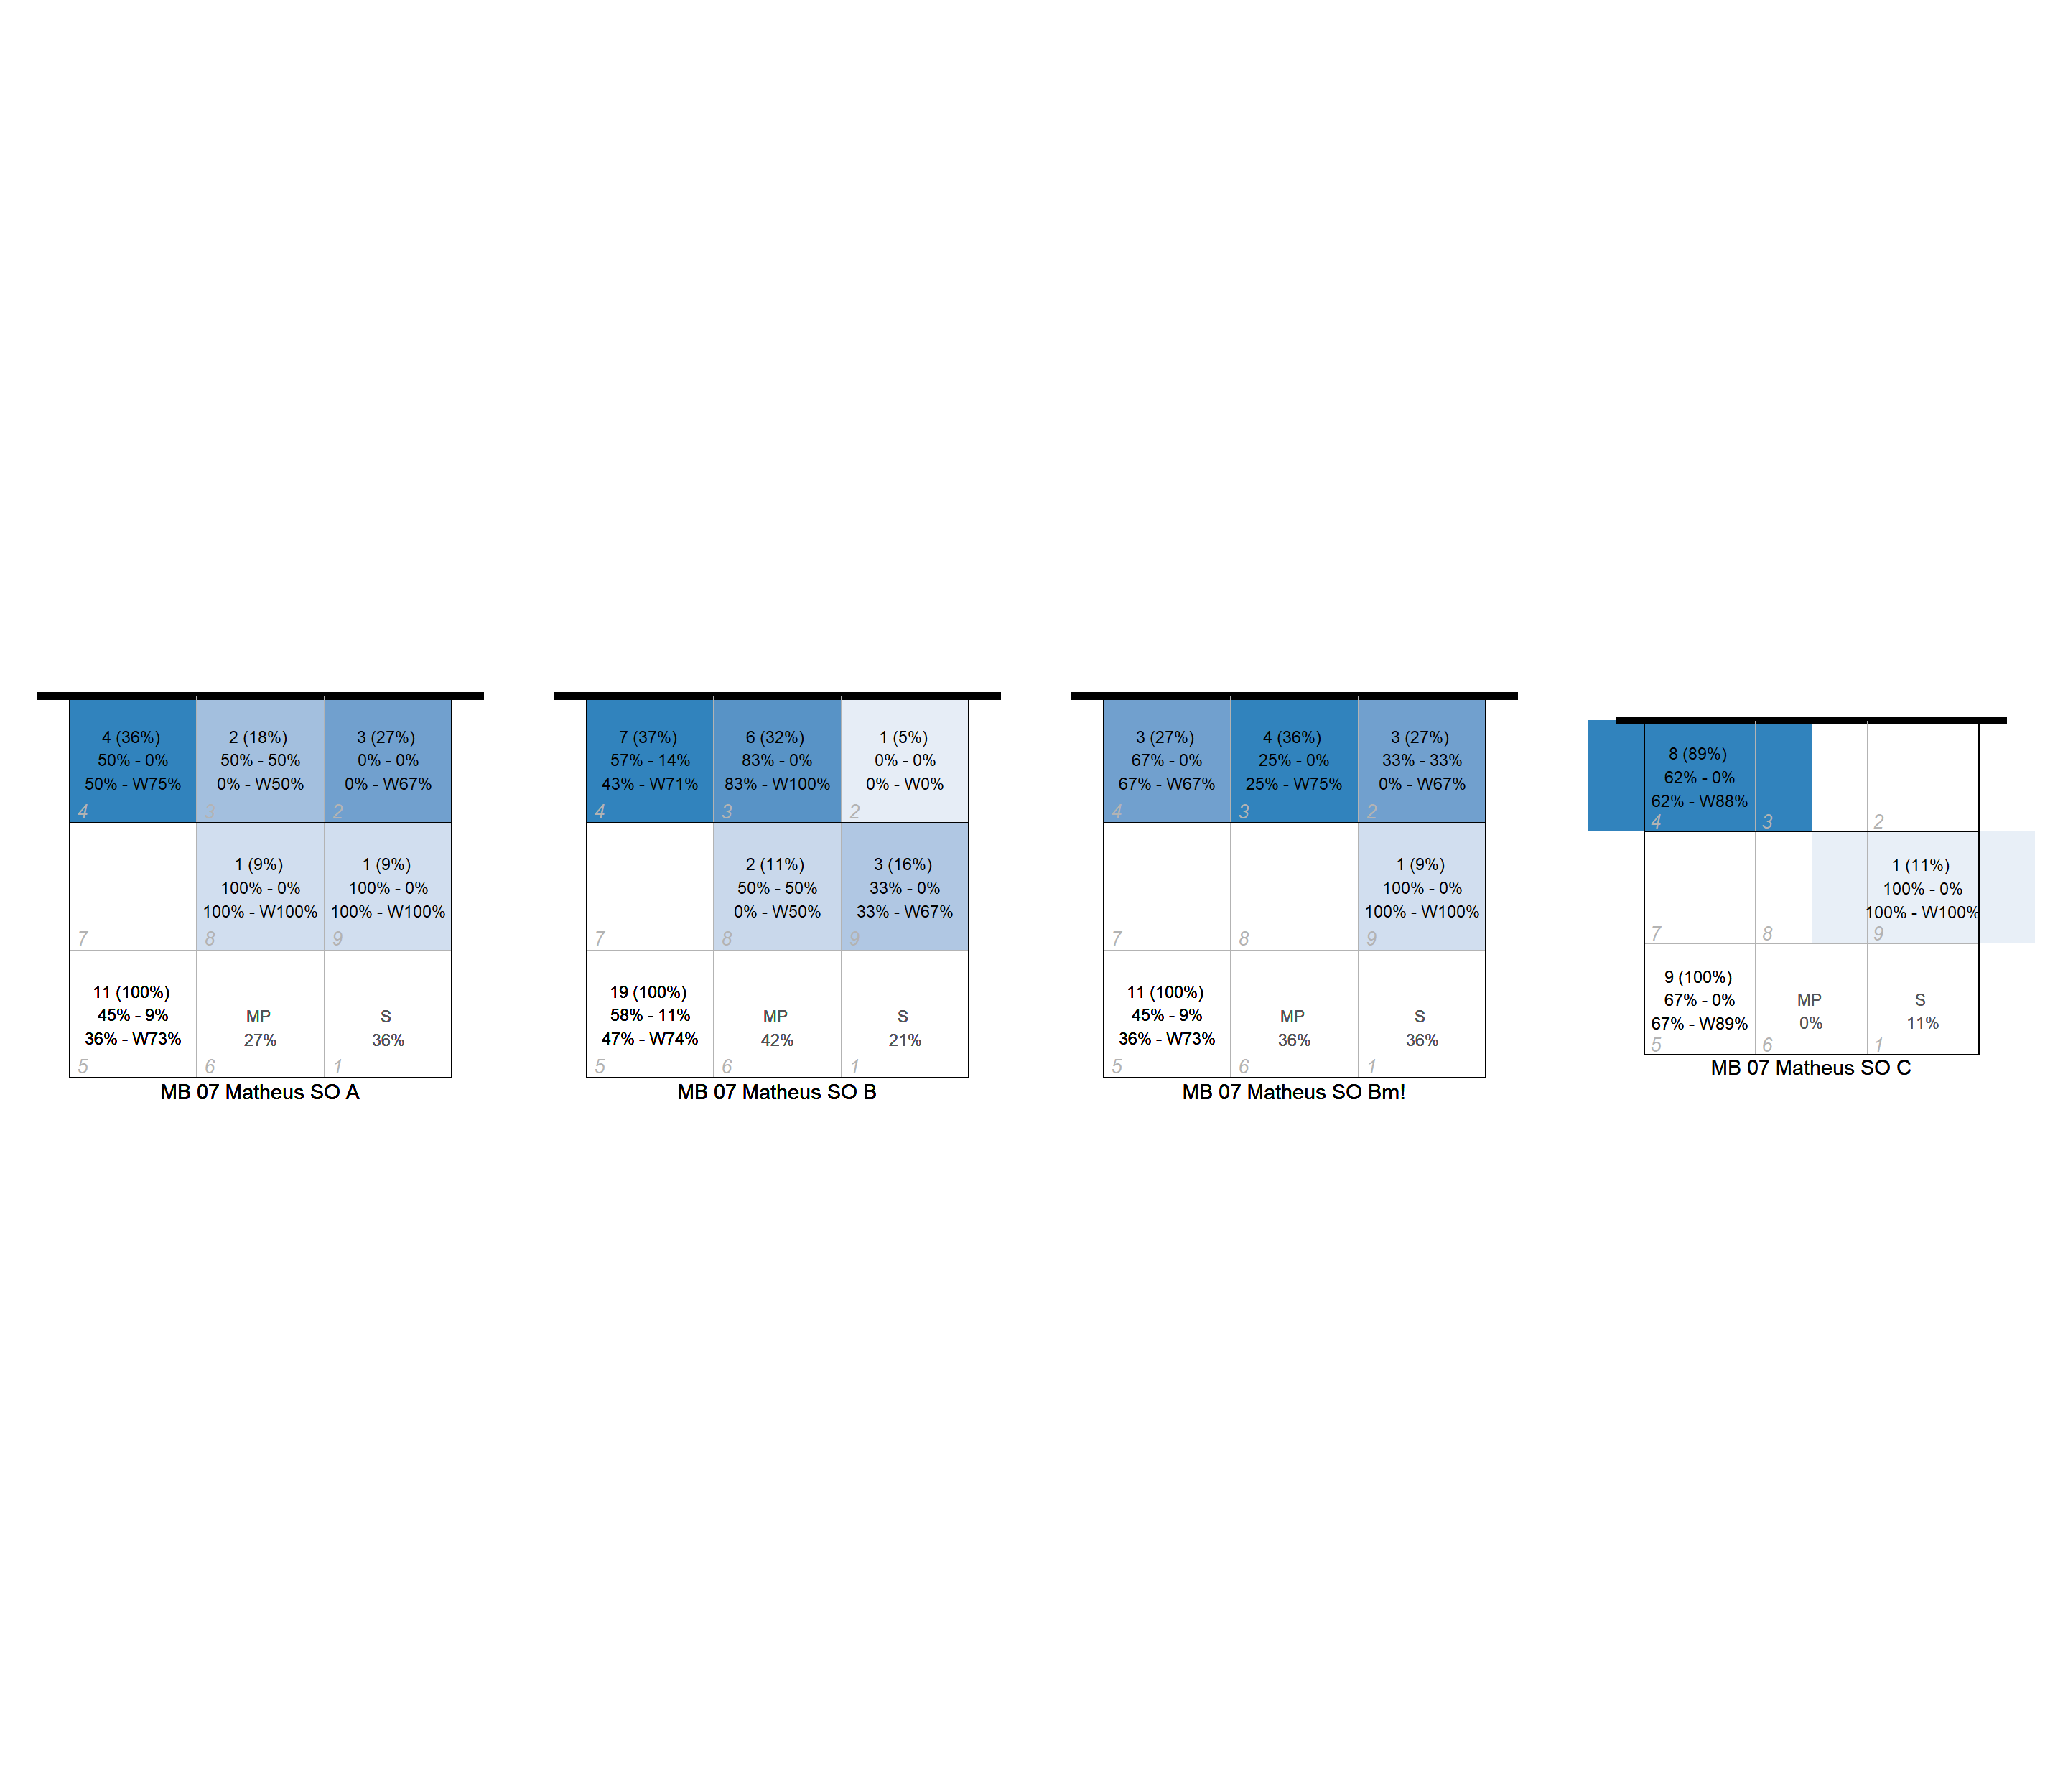 4 (36%)
50% - 0%
50% - W75%
4
2 (18%)
50% - 50%
0% - W50%
3
3 (27%)
0% - 0%
0% - W67%
2
7
1 (9%)
100% - 0%
100% - W100%
8
1 (9%)
100% - 0%
100% - W100%
9
11 (100%)
45% - 9%
36% - W73%
5
MP
27%
6
S
36%
1
MB 07 Matheus SO A
7 (37%)
57% - 14%
43% - W71%
4
6 (32%)
83% - 0%
83% - W100%
3
1 (5%)
0% - 0%
0% - W0%
2
7
2 (11%)
50% - 50%
0% - W50%
8
3 (16%)
33% - 0%
33% - W67%
9
19 (100%)
58% - 11%
47% - W74%
5
MP
42%
6
S
21%
1
MB 07 Matheus SO B
3 (27%)
67% - 0%
67% - W67%
4
4 (36%)
25% - 0%
25% - W75%
3
3 (27%)
33% - 33%
0% - W67%
2
7
8
1 (9%)
100% - 0%
100% - W100%
9
11 (100%)
45% - 9%
36% - W73%
5
MP
36%
6
S
36%
1
MB 07 Matheus SO Bm!
8 (89%)
62% - 0%
62% - W88%
4
3
2
7
8
1 (11%)
100% - 0%
100% - W100%
9
9 (100%)
67% - 0%
67% - W89%
5
MP
0%
6
S
11%
1
MB 07 Matheus SO C